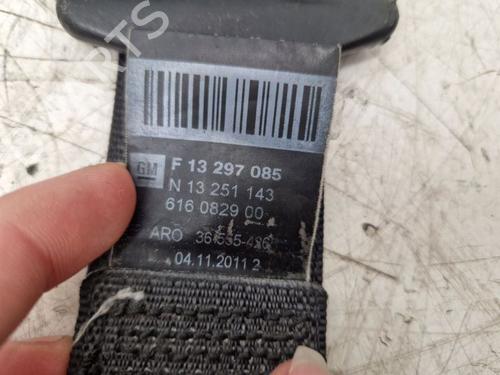 GM F 13 297 085
N 13 251 143
616 0829 00
ARO
04.11.2011 2